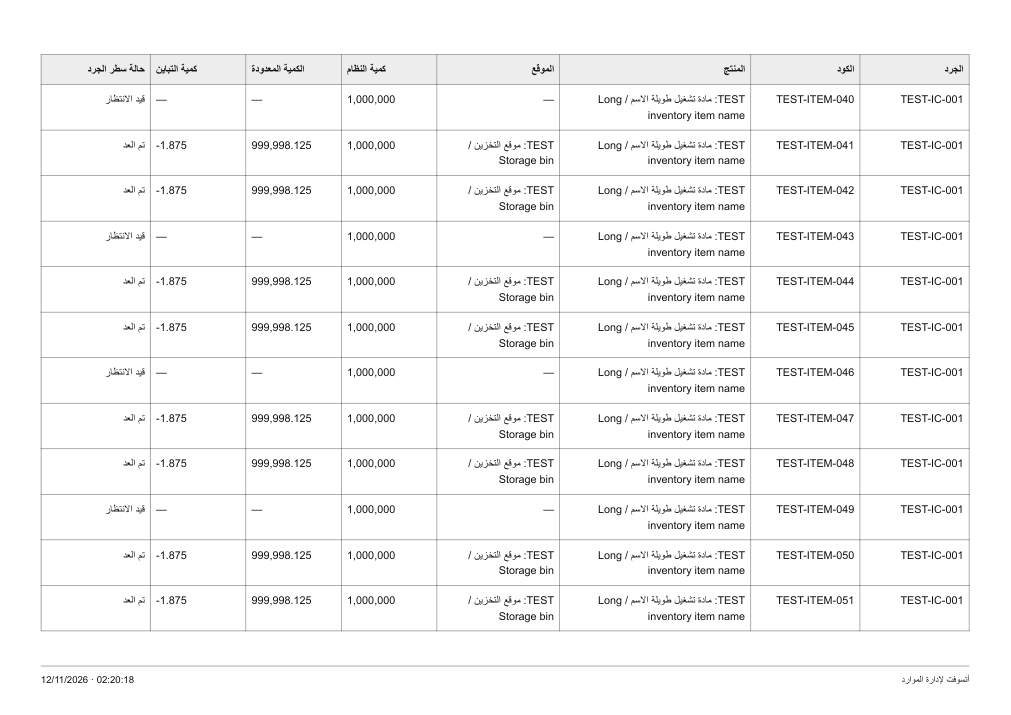 الجرد الكود المنتج الموقع كمية النظام الكمية المعدودة كمية التباين حالة سطر الجرد
TEST-IC-001 TEST-ITEM-040 TEST: مادة تشغيل طويلة الاسم / Long — 1,000,000 — — قيد الانتظار
inventory item name
TEST-IC-001 TEST-ITEM-041 TEST: مادة تشغيل طويلة الاسم / Long TEST: موقع التخزين / 1,000,000 999,998.125 -1.875 تم العد
inventory item name Storage bin
TEST-IC-001 TEST-ITEM-042 TEST: مادة تشغيل طويلة الاسم / Long TEST: موقع التخزين / 1,000,000 999,998.125 -1.875 تم العد
inventory item name Storage bin
TEST-IC-001 TEST-ITEM-043 TEST: مادة تشغيل طويلة الاسم / Long — 1,000,000 — — قيد الانتظار
inventory item name
TEST-IC-001 TEST-ITEM-044 TEST: مادة تشغيل طويلة الاسم / Long TEST: موقع التخزين / 1,000,000 999,998.125 -1.875 تم العد
inventory item name Storage bin
TEST-IC-001 TEST-ITEM-045 TEST: مادة تشغيل طويلة الاسم / Long TEST: موقع التخزين / 1,000,000 999,998.125 -1.875 تم العد
inventory item name Storage bin
TEST-IC-001 TEST-ITEM-046 TEST: مادة تشغيل طويلة الاسم / Long — 1,000,000 — — قيد الانتظار
inventory item name
TEST-IC-001 TEST-ITEM-047 TEST: مادة تشغيل طويلة الاسم / Long TEST: موقع التخزين / 1,000,000 999,998.125 -1.875 تم العد
inventory item name Storage bin
TEST-IC-001 TEST-ITEM-048 TEST: مادة تشغيل طويلة الاسم / Long TEST: موقع التخزين / 1,000,000 999,998.125 -1.875 تم العد
inventory item name Storage bin
TEST-IC-001 TEST-ITEM-049 TEST: مادة تشغيل طويلة الاسم / Long — 1,000,000 — — قيد الانتظار
inventory item name
TEST-IC-001 TEST-ITEM-050 TEST: مادة تشغيل طويلة الاسم / Long TEST: موقع التخزين / 1,000,000 999,998.125 -1.875 تم العد
inventory item name Storage bin
TEST-IC-001 TEST-ITEM-051 TEST: مادة تشغيل طويلة الاسم / Long TEST: موقع التخزين / 1,000,000 999,998.125 -1.875 تم العد
inventory item name Storage bin
أتسوفت لإدارة الموارد 12/11/2026 · 02:20:18